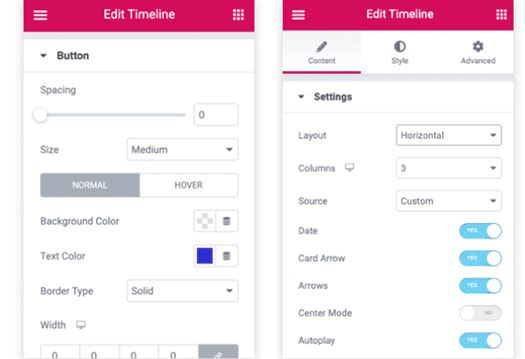 Edit Timeline
Button
Spacing
0
Size Medium
NORMAL HOVER
Background Color
Text Color
Border Type Solid
Width
0 0 0 0
Edit Timeline
Content Style Advanced
Settings
Layout Horizontal
Columns 3
Source Custom
Date YES
Card Arrow YES
Arrows YES
Center Mode NO
Autoplay YES